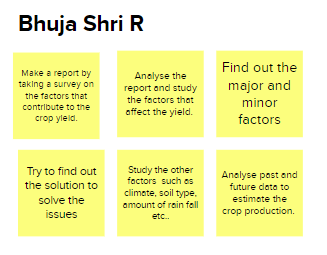 Bhuja Shri R
Make a report by
taking a survey on
the factors that
contribute to the
crop yield.
Analyse the
report and study
the factors that
affect the yield.
Find out the
major and
minor
factors
Try to find out
the solution to
solve the
issues
Study the other
factors such as
climate, soil type,
amount of rain fall
etc..
Analyse past and
future data to
estimate the
crop production.